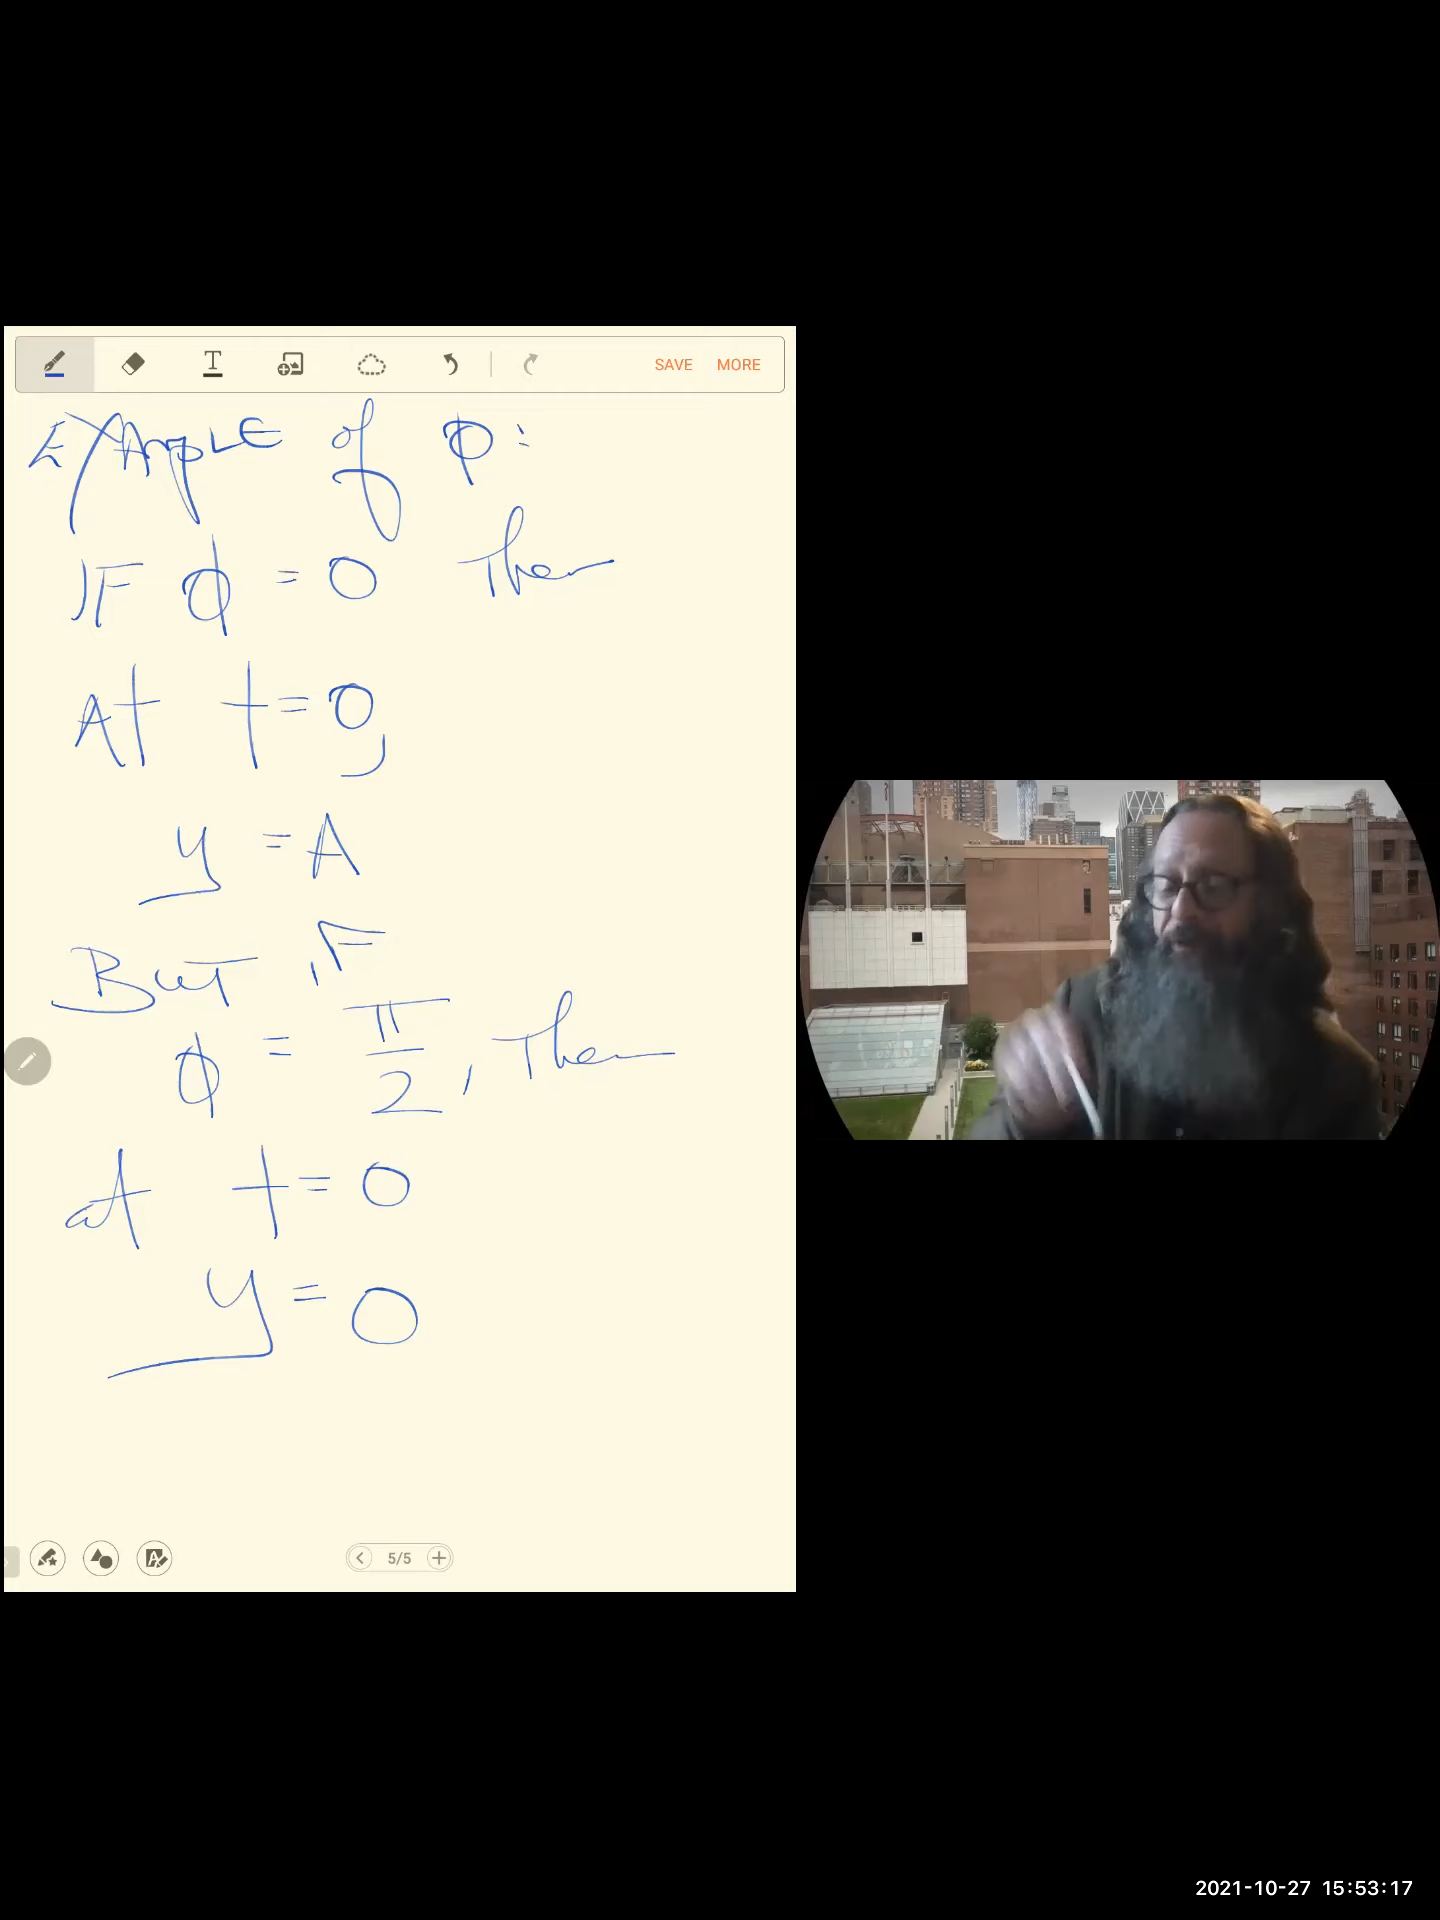 T SAVE MORE
EXAMPLE of Φ:
IF ϕ = 0 Then
At t = 0,
y = A
But IF
ϕ = π/2, Then
at t = 0
y = 0
A 5/5
2021-10-27 15:53:17